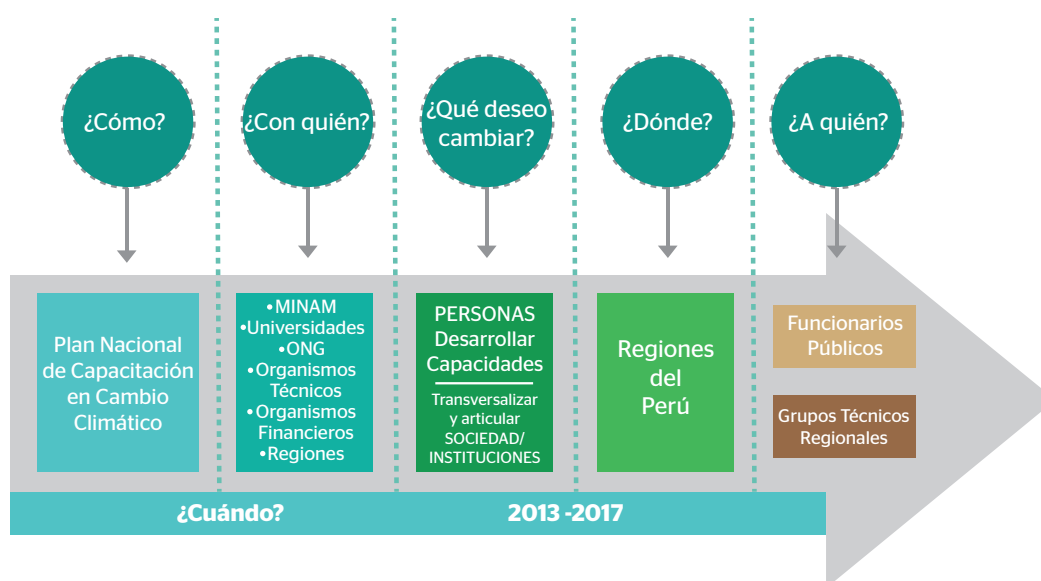 ¿Cómo?
¿Con quién?
¿Qué deseo
cambiar?
¿Dónde?
¿A quién?
Plan Nacional
de Capacitación
en Cambio
Climático
•MINAM
•Universidades
•ONG
•Organismos
Técnicos
•Organismos
Financieros
•Regiones
PERSONAS
Desarrollar
Capacidades
Transversalizar
y articular
SOCIEDAD/
INSTITUCIONES
Regiones
del
Perú
Funcionarios
Públicos
Grupos Técnicos
Regionales
¿Cuándo? 2013 -2017